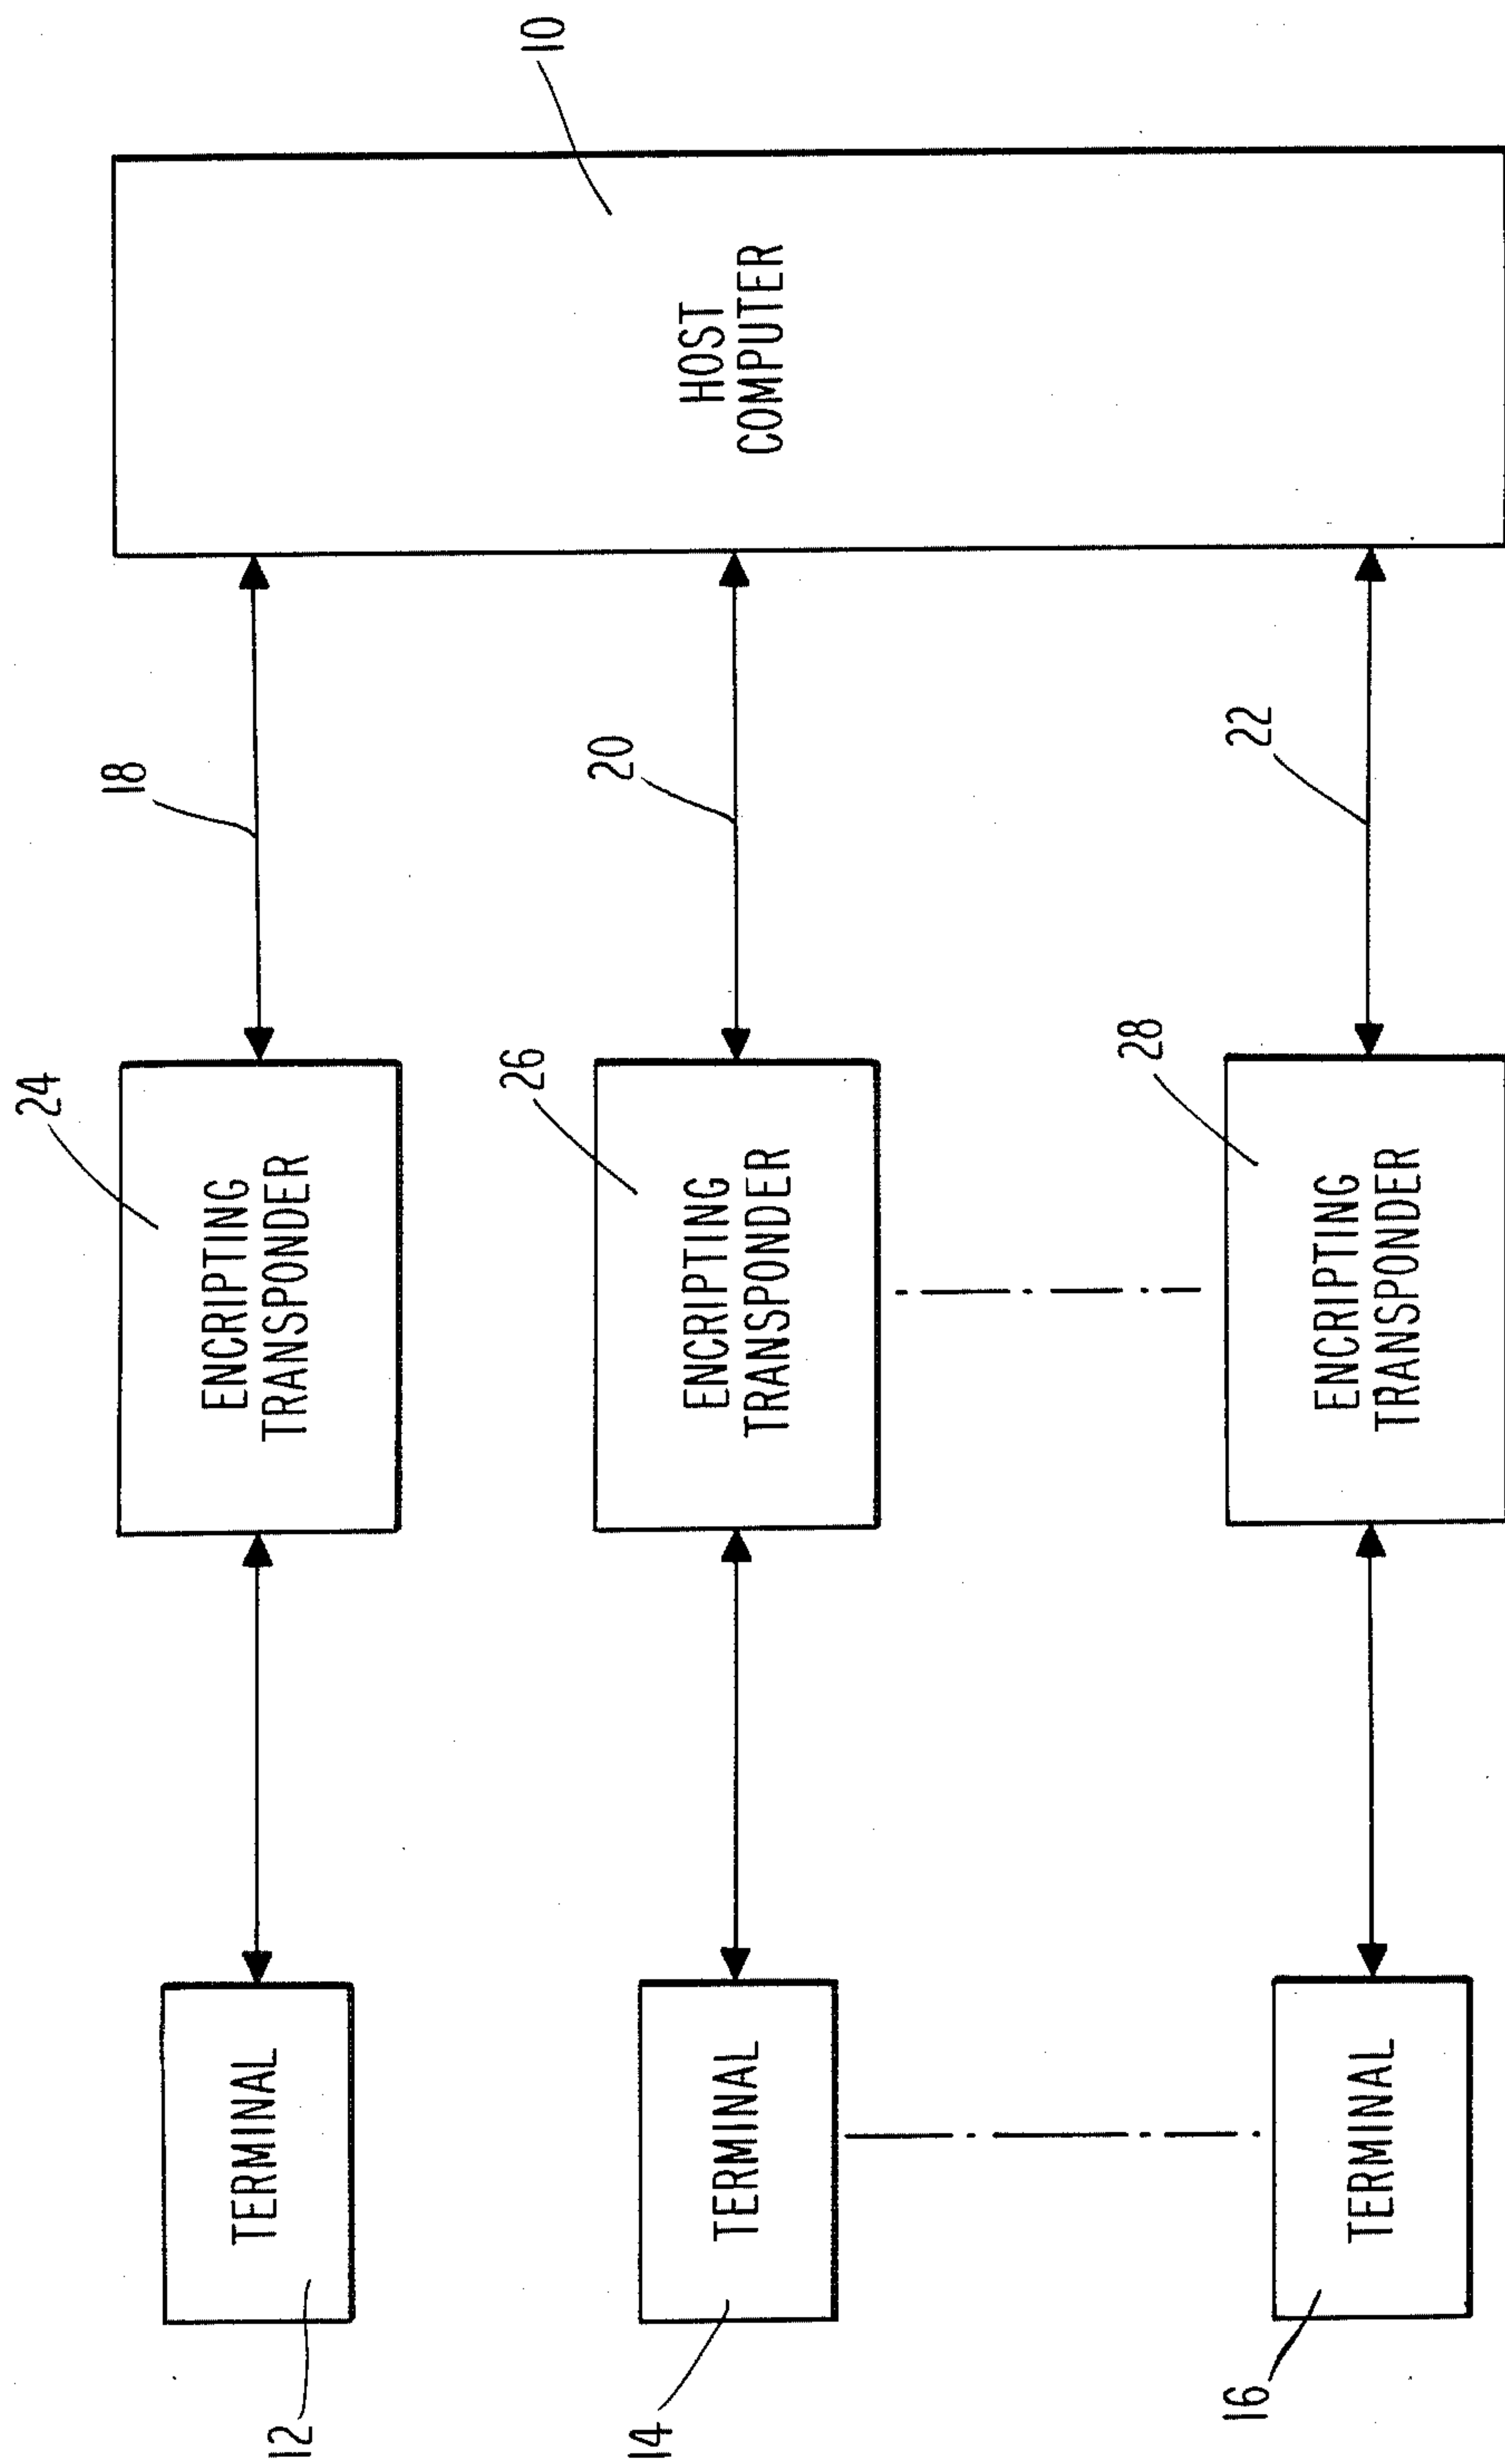 12
TERMINAL
24
ENCRIPTING
TRANSPONDER
18
10
HOST
COMPUTER
14
TERMINAL
26
ENCRIPTING
TRANSPONDER
20
16
TERMINAL
28
ENCRIPTING
TRANSPONDER
22